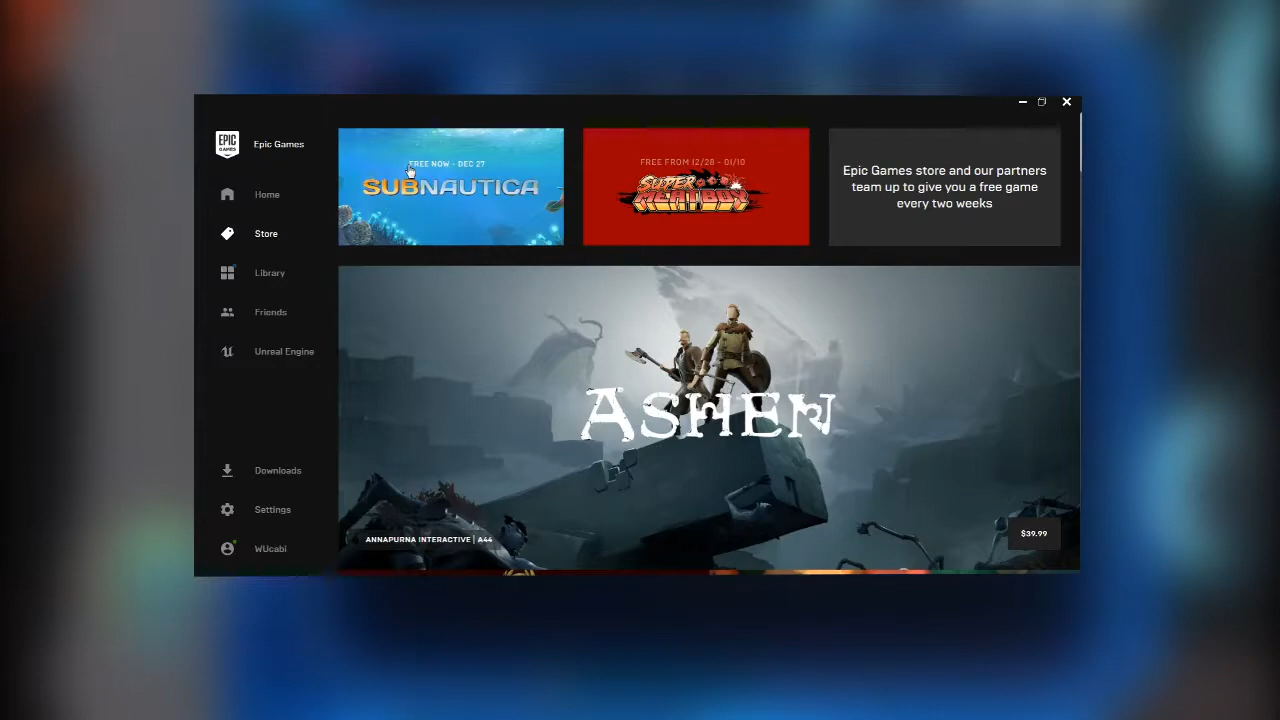 EPIC
GAMES
Epic Games
Home
Store
Library
Friends
Unreal Engine
Downloads
Settings
WUcabi
FREE NOW - DEC 27
SUBNAUTICA
FREE FROM 12/28 - 01/10
SUPER
MEATBOY
Epic Games store and our partners
team up to give you a free game
every two weeks
ASHEN
ANNAPURNA INTERACTIVE | A44
$39.99